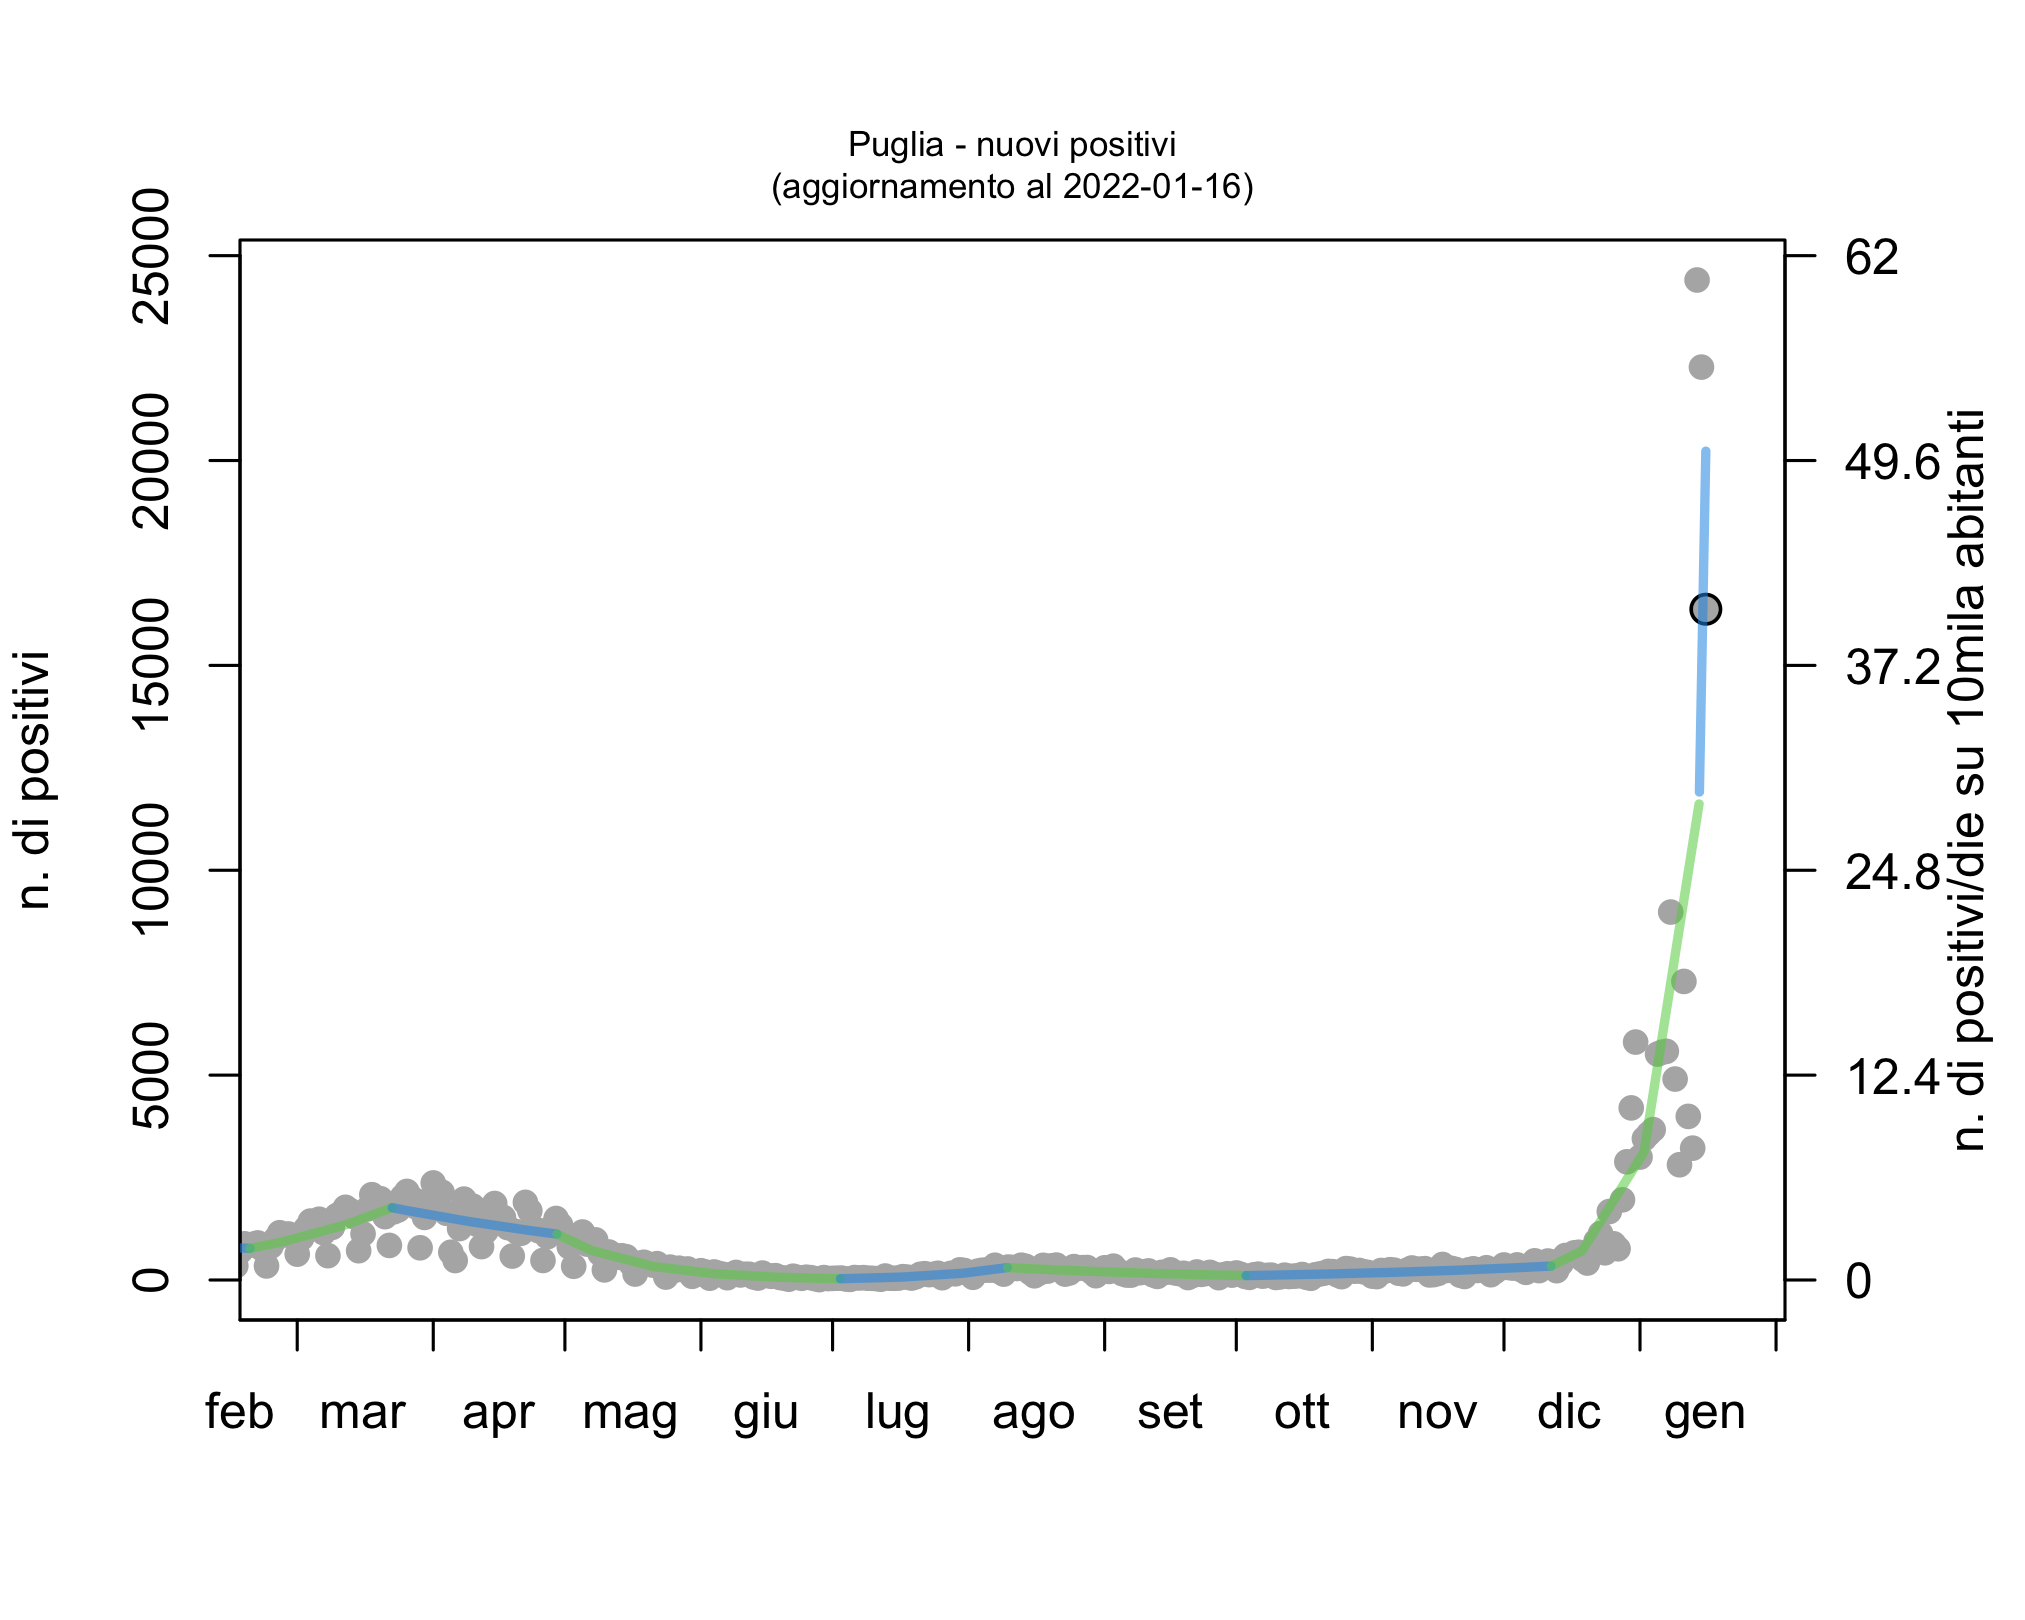 Puglia - nuovi positivi
(aggiornamento al 2022-01-16)
n. di positivi
25000
20000
15000
10000
5000
0
62
49.6
37.2
24.8
12.4
0
n. di positivi/die su 10mila abitanti
feb mar apr mag giu lug ago set ott nov dic gen